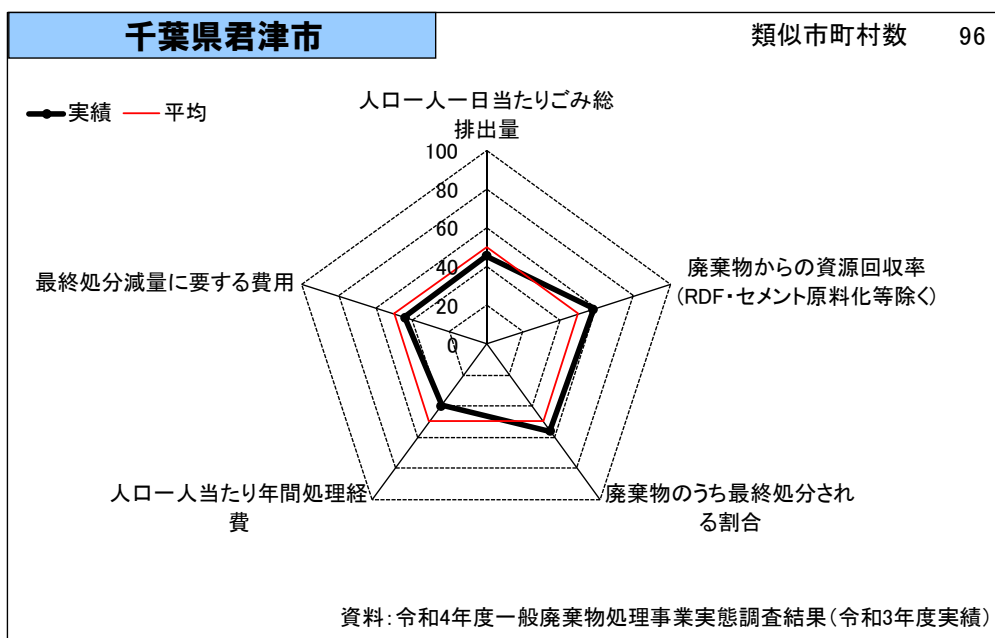 千葉県君津市
類似市町村数 96
実績 平均
人口一人一日当たりごみ総
排出量
100
80
60
40
20
0
廃棄物からの資源回収率
(RDF・セメント原料化等除く)
最終処分減量に要する費用
人口一人当たり年間処理経
費
廃棄物のうち最終処分され
る割合
資料:令和4年度一般廃棄物処理事業実態調査結果(令和3年度実績)